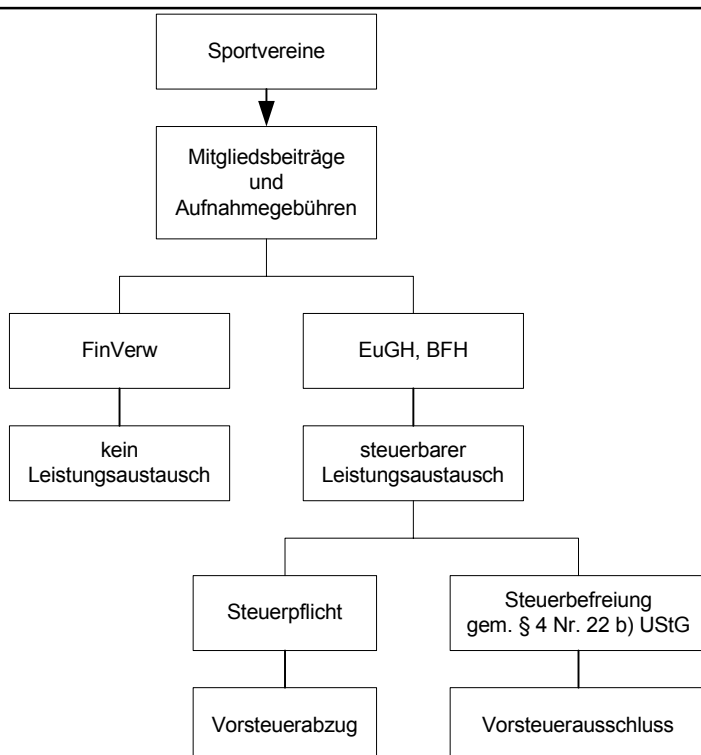 Sportvereine
Mitgliedsbeiträge
und
Aufnahmegebühren
FinVerw
EuGH, BFH
kein
Leistungsaustausch
steuerbarer
Leistungsaustausch
Steuerpflicht
Steuerbefreiung
gem. § 4 Nr. 22 b) UStG
Vorsteuerabzug
Vorsteuerausschluss